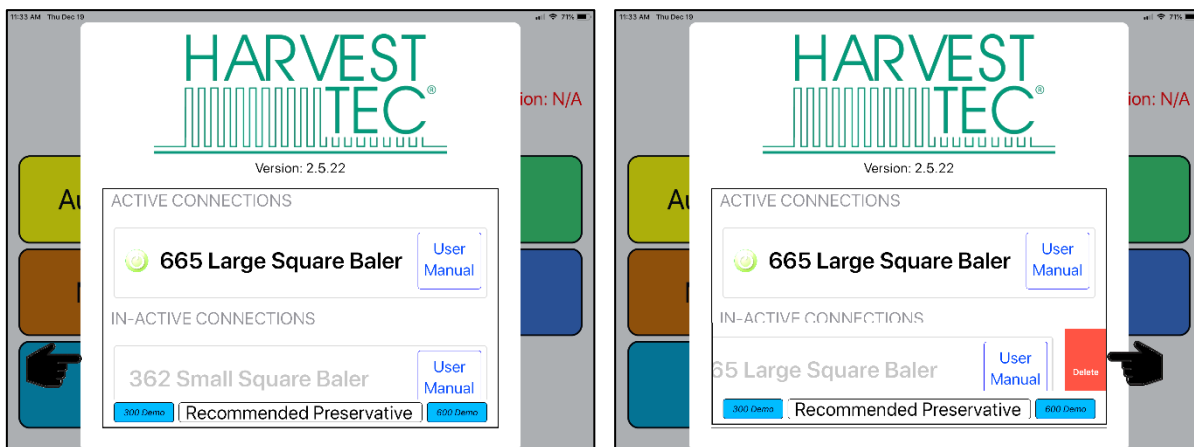 11:33 AM Thu Dec 19
71%
HARVEST
TEC®
ion: N/A
Version: 2.5.22
Au
ACTIVE CONNECTIONS
665 Large Square Baler
User
Manual
IN-ACTIVE CONNECTIONS
362 Small Square Baler
User
Manual
300 Demo
Recommended Preservative
600 Demo
11:33 AM Thu Dec 19
71%
HARVEST
TEC®
ion: N/A
Version: 2.5.22
Au
ACTIVE CONNECTIONS
665 Large Square Baler
User
Manual
IN-ACTIVE CONNECTIONS
65 Large Square Baler
User
Manual
Delete
300 Demo
Recommended Preservative
600 Demo